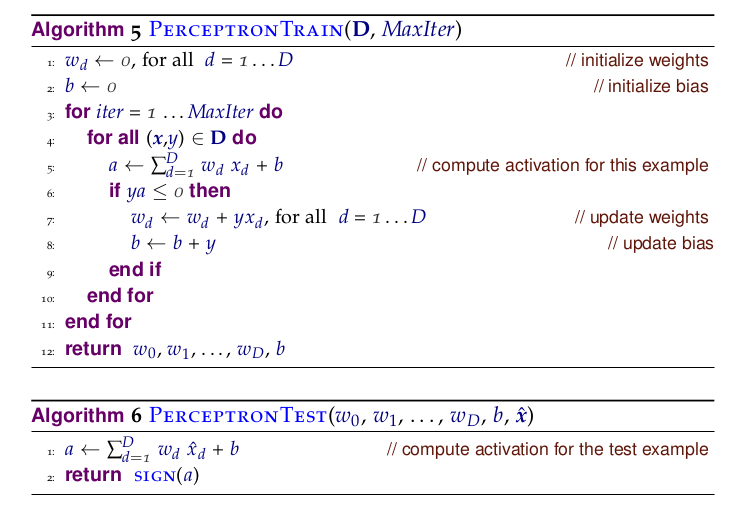 Algorithm 5 PERCEPTRONTRAIN(D, MaxIter)
1: w_d ← 0, for all d = 1 … D // initialize weights
2: b ← 0 // initialize bias
3: for iter = 1 … MaxIter do
4: for all (x,y) ∈ D do
5: a ← ∑_{d=1}^{D} w_d x_d + b // compute activation for this example
6: if ya ≤ 0 then
7: w_d ← w_d + yx_d, for all d = 1 … D // update weights
8: b ← b + y // update bias
9: end if
10: end for
11: end for
12: return w_0, w_1, …, w_D, b
Algorithm 6 PERCEPTRONTEST(w_0, w_1, …, w_D, b, x̂)
1: a ← ∑_{d=1}^{D} w_d x̂_d + b // compute activation for the test example
2: return SIGN(a)